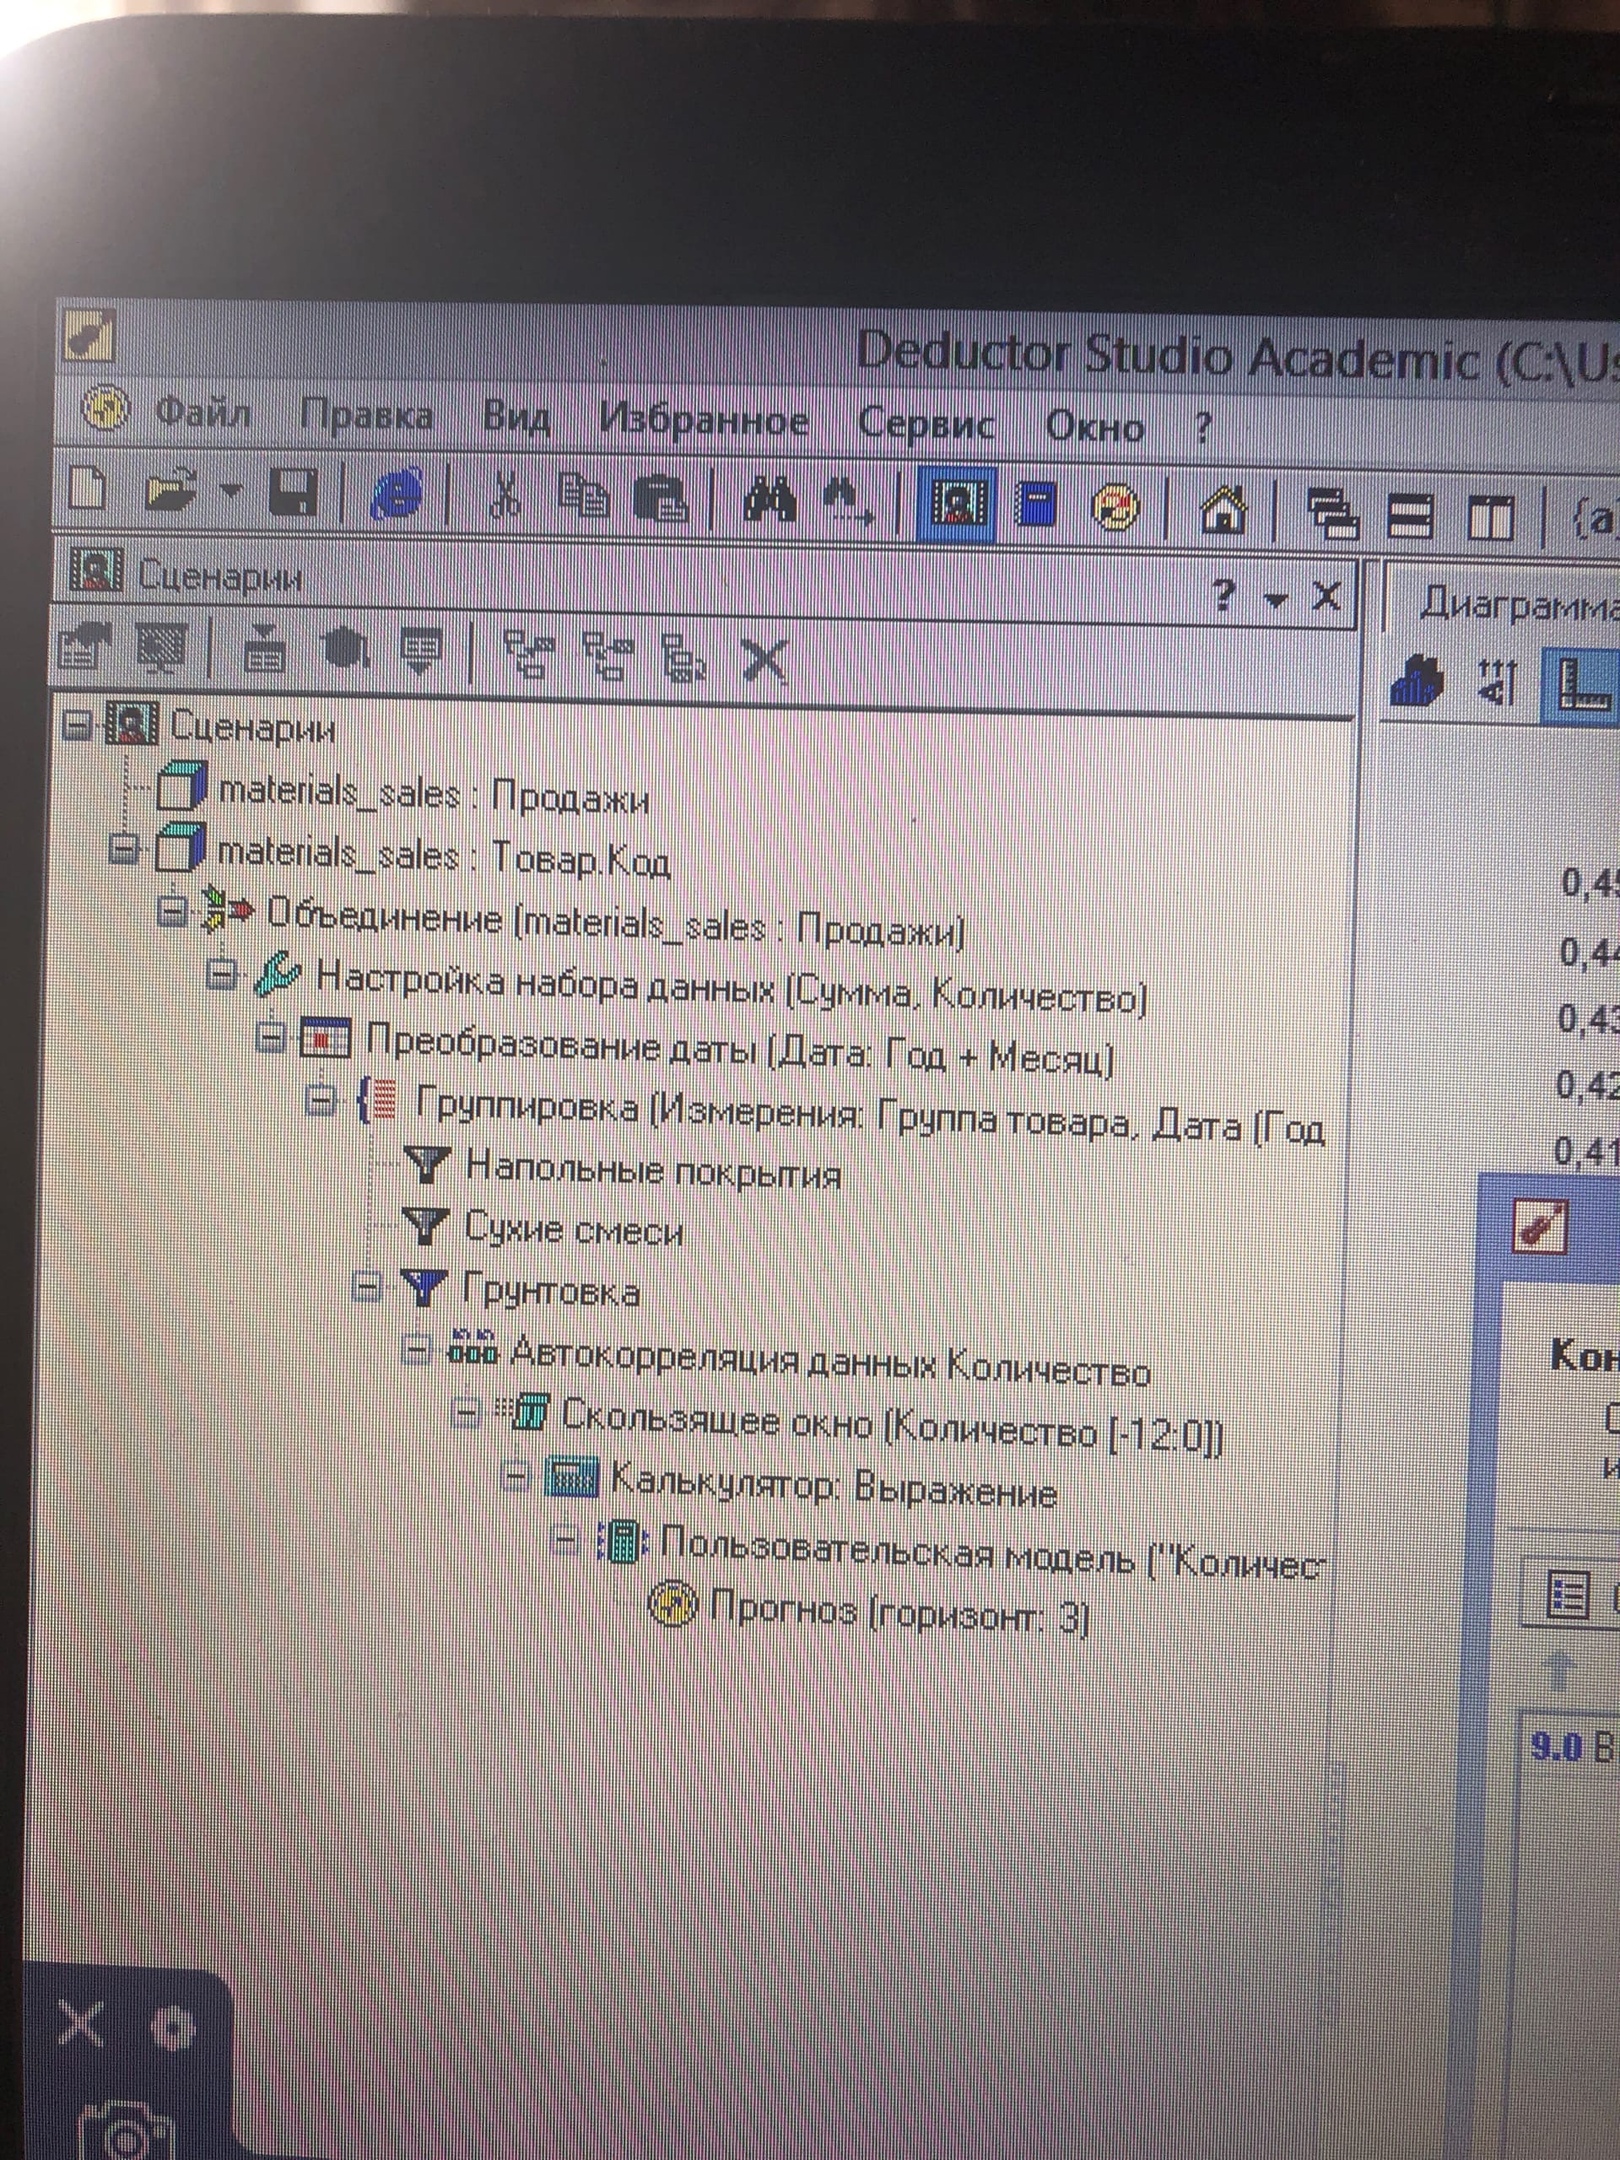 Deductor Studio Academic (C:\Us
Файл Правка Вид Избранное Сервис Окно ?
{a
Сценарии ?
Диаграмма
Сценарии
materials_sales : Продажи
materials_sales : Товар.Код
Объединение (materials_sales : Продажи)
Настройка набора данных (Сумма, Количество)
Преобразование даты (Дата: Год + Месяц)
Группировка (Измерения: Группа товара, Дата (Год
Напольные покрытия
Сухие смеси
Грунтовка
Автокорреляция данных Количество
Скользящее окно (Количество [-12:0])
Калькулятор: Выражение
Пользовательская модель ("Количес
Прогноз (горизонт: 3)
0,45
0,44
0,43
0,42
0,41
Кон
9.0 В